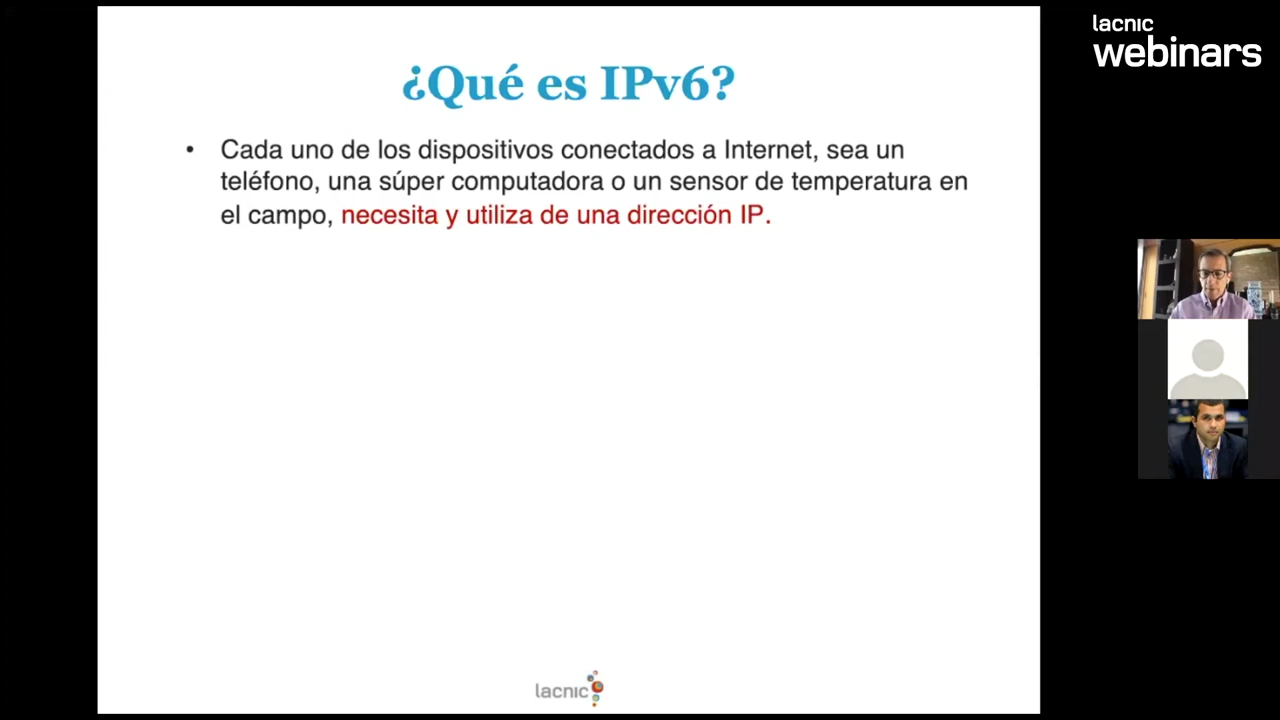 ¿Qué es IPv6?
• Cada uno de los dispositivos conectados a Internet, sea un
teléfono, una súper computadora o un sensor de temperatura en
el campo, necesita y utiliza de una dirección IP.
lacnic
lacnic
webinars